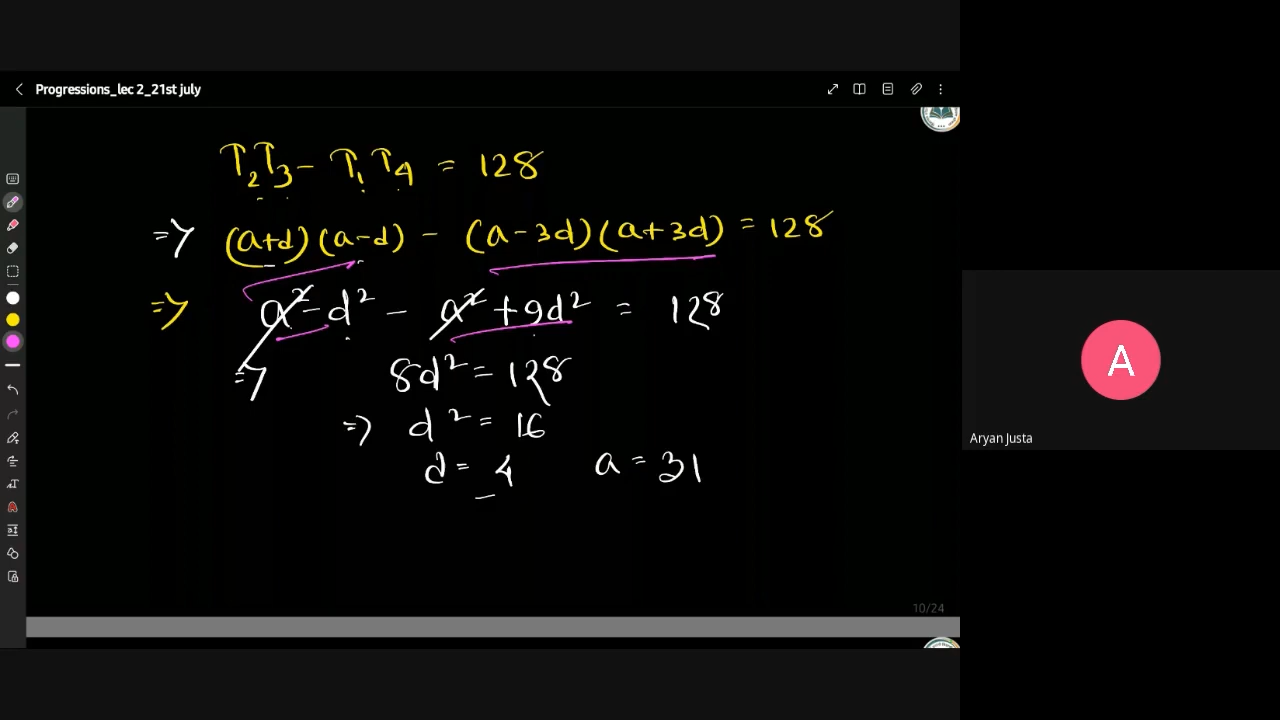 Progressions_lec 2_21st july
T₂T₃ - T₁T₄ = 128
=> (a+d)(a-d) - (a-3d)(a+3d) = 128
=> a² - d² - a² + 9d² = 128
=> 8d² = 128
=> d² = 16
d = 4 a = 31
10/24
A
Aryan Justa